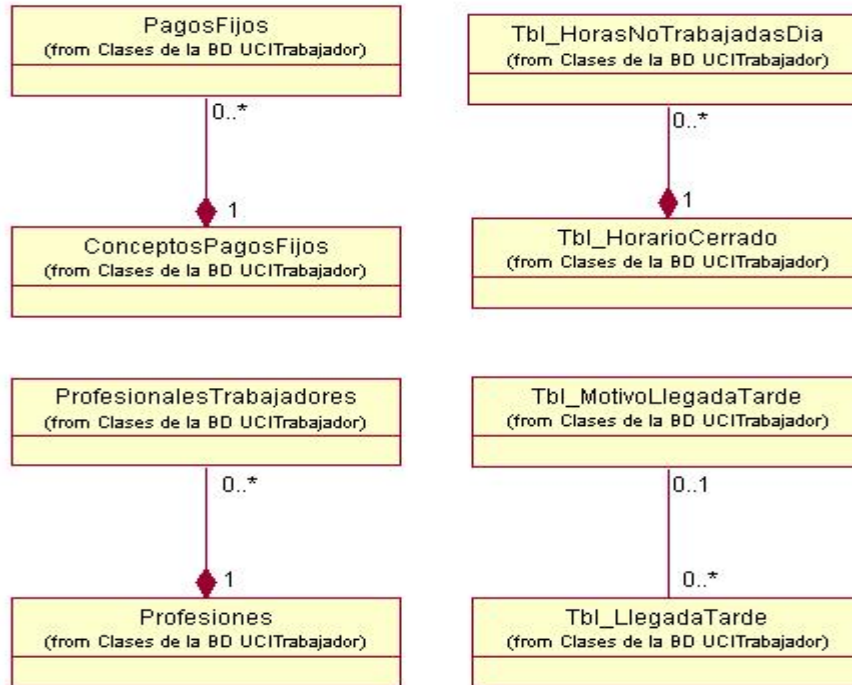 PagosFijos
(from Clases de la BD UCITrabajador)
0..*
1
ConceptosPagosFijos
(from Clases de la BD UCITrabajador)
Tbl_HorasNoTrabajadasDia
(from Clases de la BD UCITrabajador)
0..*
1
Tbl_HorarioCerrado
(from Clases de la BD UCITrabajador)
ProfesionalesTrabajadores
(from Clases de la BD UCITrabajador)
0..*
1
Profesiones
(from Clases de la BD UCITrabajador)
Tbl_MotivoLlegadaTarde
(from Clases de la BD UCITrabajador)
0..1
0..*
Tbl_LlegadaTarde
(from Clases de la BD UCITrabajador)